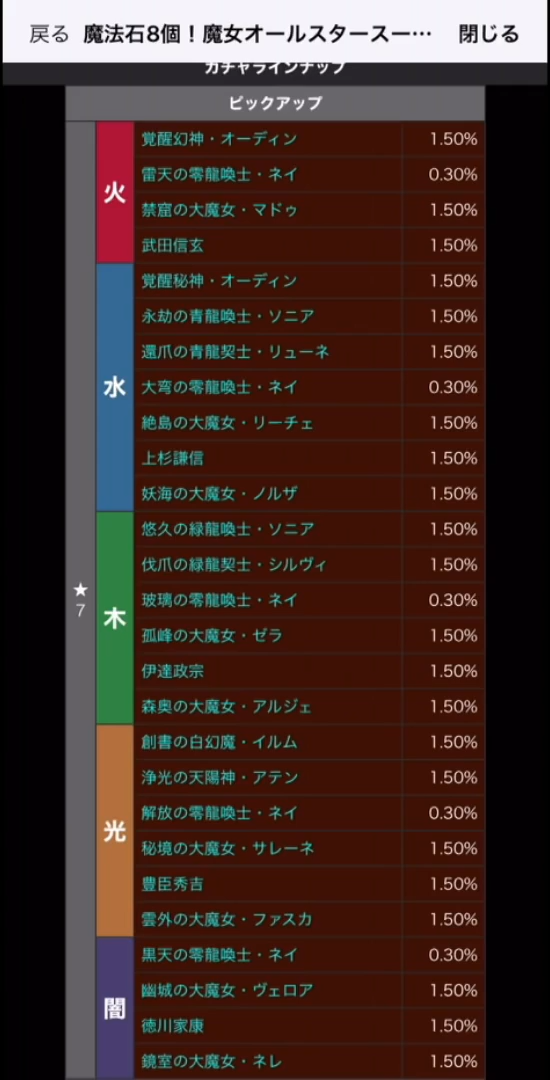 戻る 魔法石8個！魔女オールスタースー… 閉じる
ガチャラインナップ
ピックアップ
★7
火
覚醒幻神・オーディン 1.50%
雷天の零龍喚士・ネイ 0.30%
禁窟の大魔女・マドゥ 1.50%
武田信玄 1.50%
水
覚醒秘神・オーディン 1.50%
永劫の青龍喚士・ソニア 1.50%
還爪の青龍契士・リューネ 1.50%
大穹の零龍喚士・ネイ 0.30%
絶島の大魔女・リーチェ 1.50%
上杉謙信 1.50%
妖海の大魔女・ノルザ 1.50%
木
悠久の緑龍喚士・ソニア 1.50%
伐爪の緑龍契士・シルヴィ 1.50%
玻璃の零龍喚士・ネイ 0.30%
孤峰の大魔女・ゼラ 1.50%
伊達政宗 1.50%
森奥の大魔女・アルジェ 1.50%
光
創書の白幻魔・イルム 1.50%
浄光の天陽神・アテン 1.50%
解放の零龍喚士・ネイ 0.30%
秘境の大魔女・サレーネ 1.50%
豊臣秀吉 1.50%
雲外の大魔女・ファスカ 1.50%
闇
黒天の零龍喚士・ネイ 0.30%
幽城の大魔女・ヴェロア 1.50%
徳川家康 1.50%
鏡室の大魔女・ネレ 1.50%